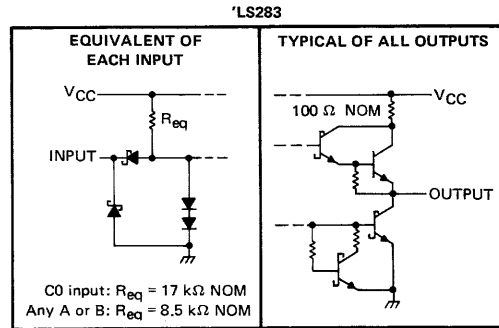 'LS283
EQUIVALENT OF
EACH INPUT
VCC
Req
INPUT
C0 input: Req = 17 kΩ NOM
Any A or B: Req = 8.5 kΩ NOM
TYPICAL OF ALL OUTPUTS
VCC
100 Ω NOM
OUTPUT